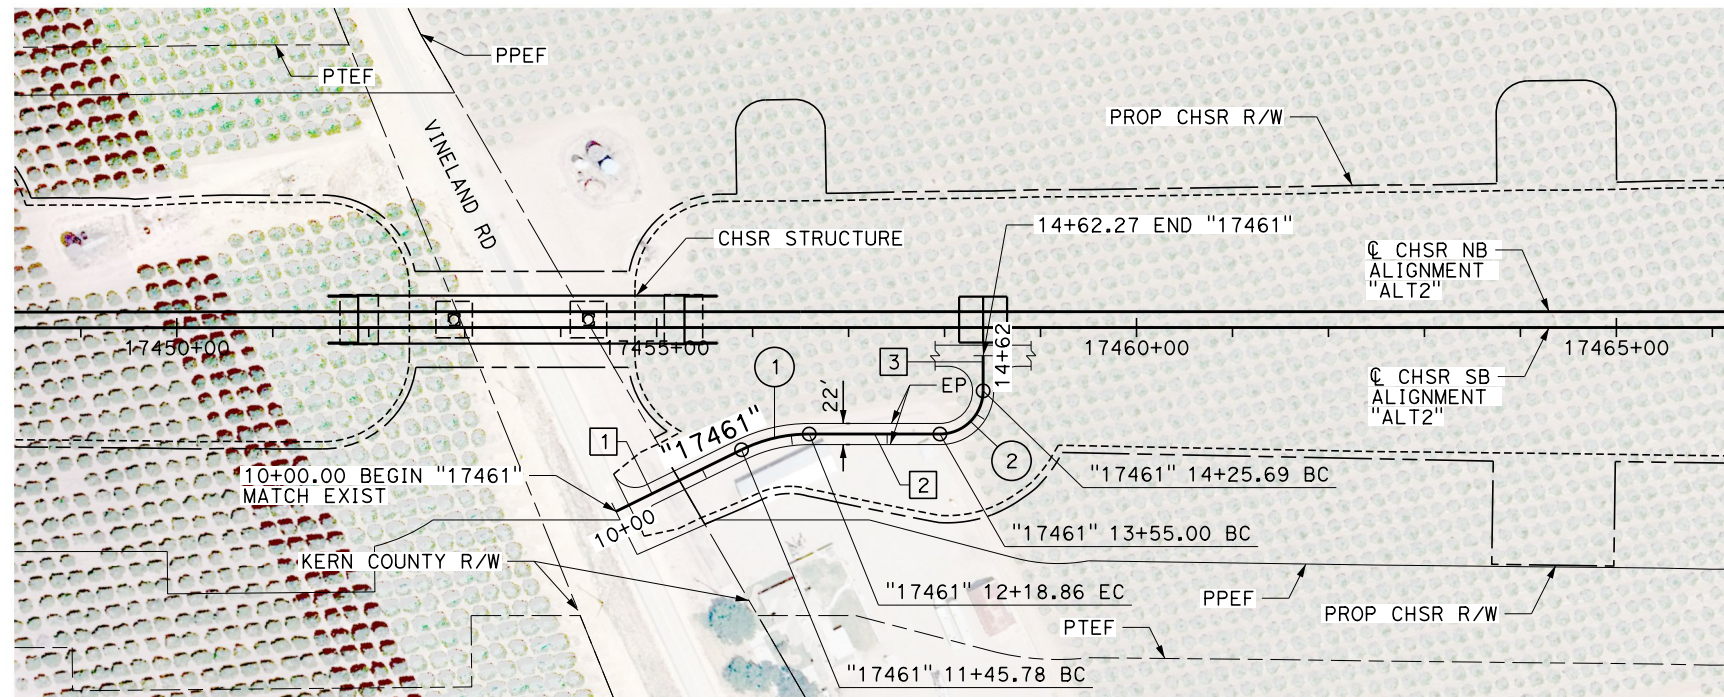 PPEF
PTEF
VINELAND RD
PROP CHSR R/W
14+62.27 END "17461"
CHSR STRUCTURE
℄ CHSR NB
ALIGNMENT
"ALT2"
17450+00
17455+00
17460+00
17465+00
14+62
3
1
EP
22'
℄ CHSR SB
ALIGNMENT
"ALT2"
"17461"
1
2
2
10+00.00 BEGIN "17461"
MATCH EXIST
10+00
"17461" 14+25.69 BC
"17461" 13+55.00 BC
KERN COUNTY R/W
"17461" 12+18.86 EC
PPEF
PROP CHSR R/W
PTEF
"17461" 11+45.78 BC